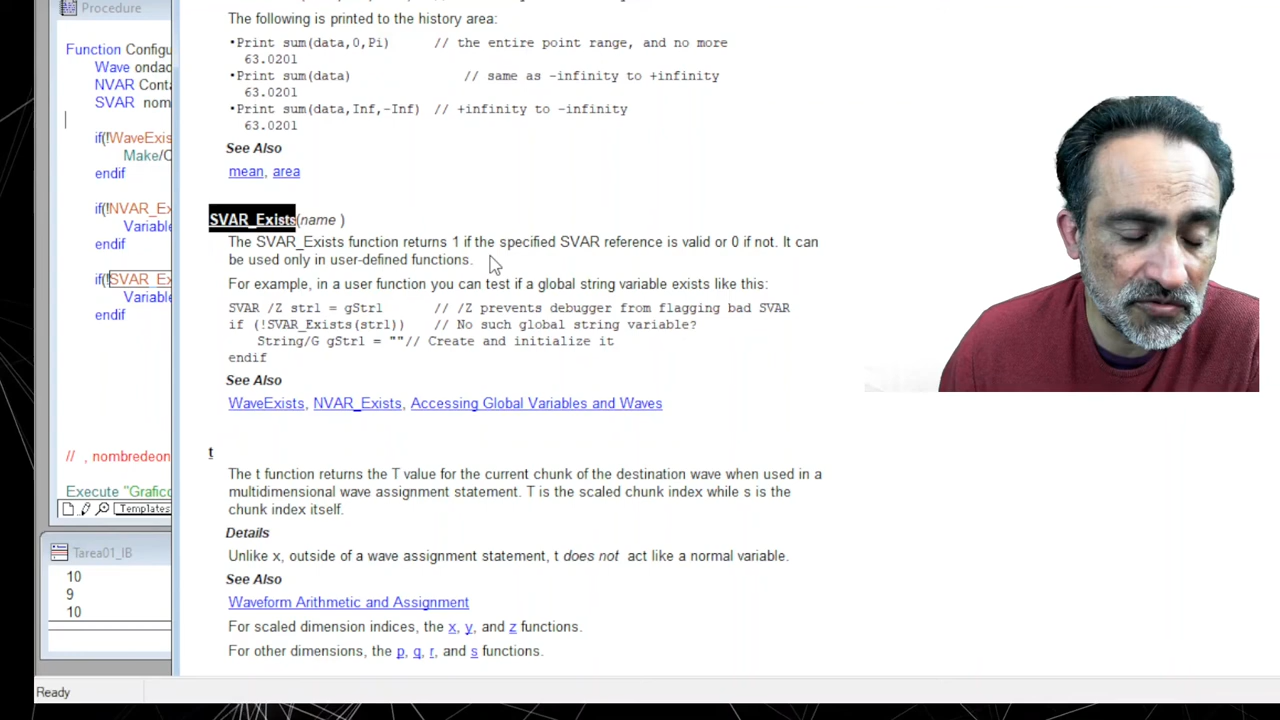 Procedure
Function Configu
Wave ondac
NVAR Conta
SVAR nom
if(!WaveExis
Make/O
endif
if(!NVAR_Ex
Variable
endif
if(!SVAR_Ex
Variable
endif
// , nombredeon
Execute "Grafico
Templates
Tarea01_IB
10
9
10
Ready
The following is printed to the history area:
•Print sum(data,0,Pi) // the entire point range, and no more
63.0201
•Print sum(data) // same as -infinity to +infinity
63.0201
•Print sum(data,Inf,-Inf) // +infinity to -infinity
63.0201
See Also
mean, area
SVAR_Exists(name )
The SVAR_Exists function returns 1 if the specified SVAR reference is valid or 0 if not. It can
be used only in user-defined functions.
For example, in a user function you can test if a global string variable exists like this:
SVAR /Z str1 = gStr1 // /Z prevents debugger from flagging bad SVAR
if (!SVAR_Exists(str1)) // No such global string variable?
String/G gStr1 = ""// Create and initialize it
endif
See Also
WaveExists, NVAR_Exists, Accessing Global Variables and Waves
t
The t function returns the T value for the current chunk of the destination wave when used in a
multidimensional wave assignment statement. T is the scaled chunk index while s is the
chunk index itself.
Details
Unlike x, outside of a wave assignment statement, t does not act like a normal variable.
See Also
Waveform Arithmetic and Assignment
For scaled dimension indices, the x, y, and z functions.
For other dimensions, the p, q, r, and s functions.